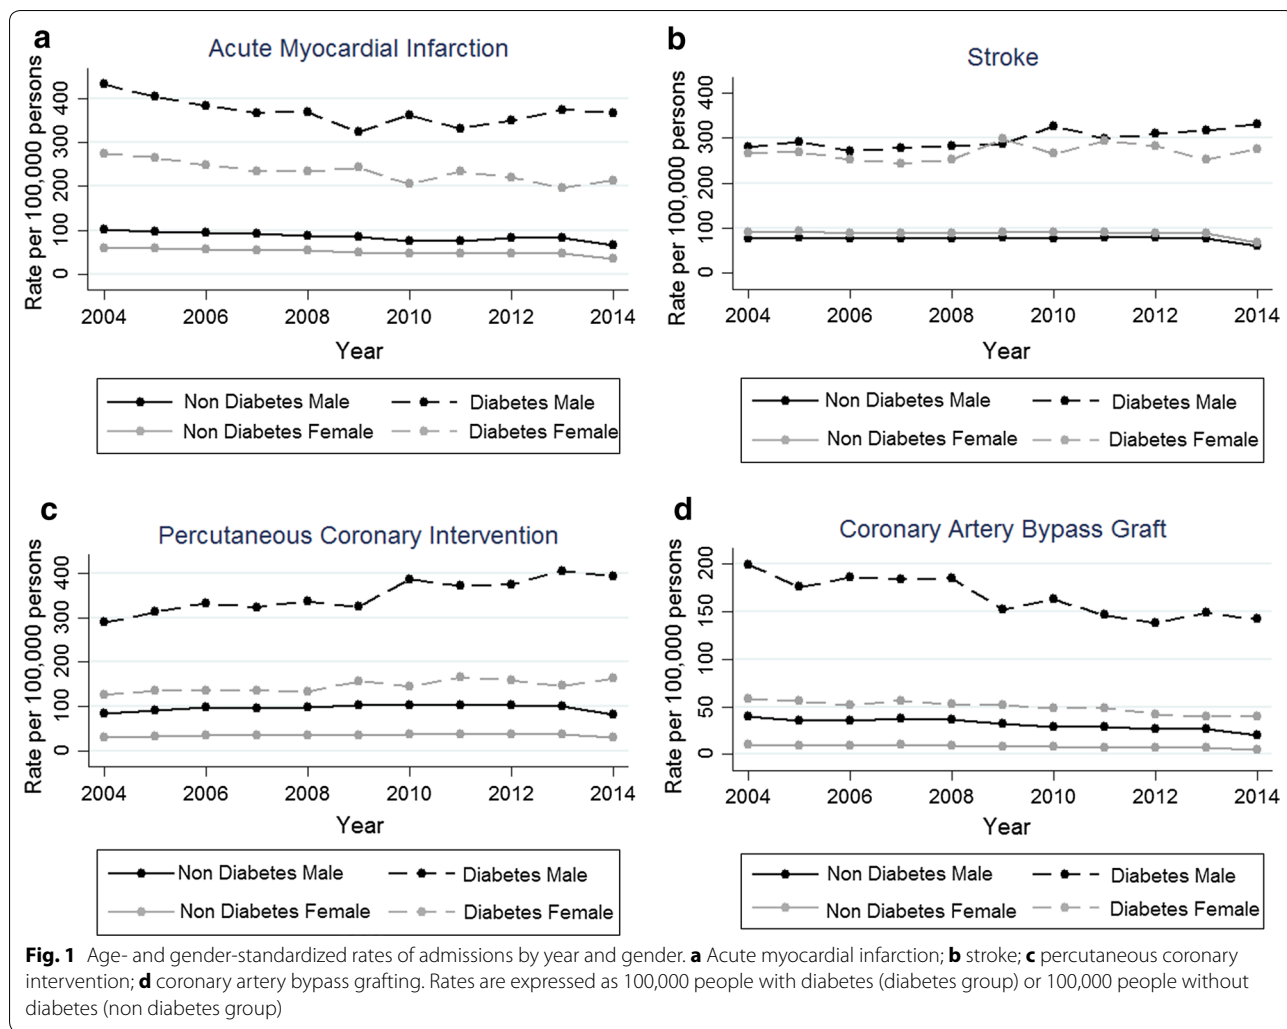 a
Acute Myocardial Infarction
Rate per 100,000 persons
400
300
200
100
0
2004 2006 2008 2010 2012 2014
Year
Non Diabetes Male Diabetes Male
Non Diabetes Female Diabetes Female
b
Stroke
Rate per 100,000 persons
400
300
200
100
0
2004 2006 2008 2010 2012 2014
Year
Non Diabetes Male Diabetes Male
Non Diabetes Female Diabetes Female
c
Percutaneous Coronary Intervention
Rate per 100,000 persons
400
300
200
100
0
2004 2006 2008 2010 2012 2014
Year
Non Diabetes Male Diabetes Male
Non Diabetes Female Diabetes Female
d
Coronary Artery Bypass Graft
Rate per 100,000 persons
200
150
100
50
0
2004 2006 2008 2010 2012 2014
Year
Non Diabetes Male Diabetes Male
Non Diabetes Female Diabetes Female
Fig. 1 Age- and gender-standardized rates of admissions by year and gender. a Acute myocardial infarction; b stroke; c percutaneous coronary
intervention; d coronary artery bypass grafting. Rates are expressed as 100,000 people with diabetes (diabetes group) or 100,000 people without
diabetes (non diabetes group)